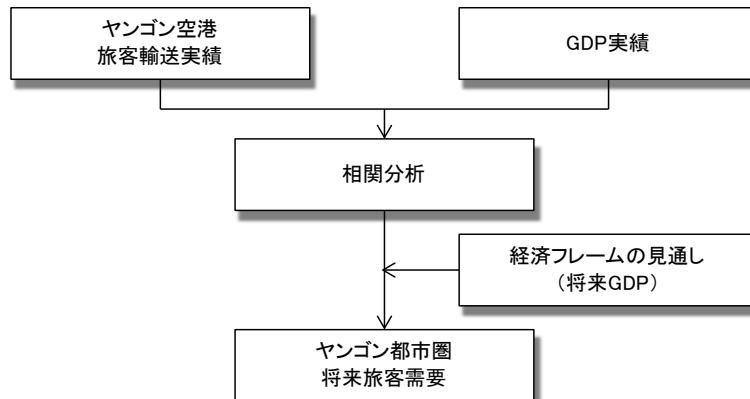 ヤンゴン空港
旅客輸送実績
GDP実績
相関分析
経済フレームの見通し
（将来GDP）
ヤンゴン都市圏
将来旅客需要